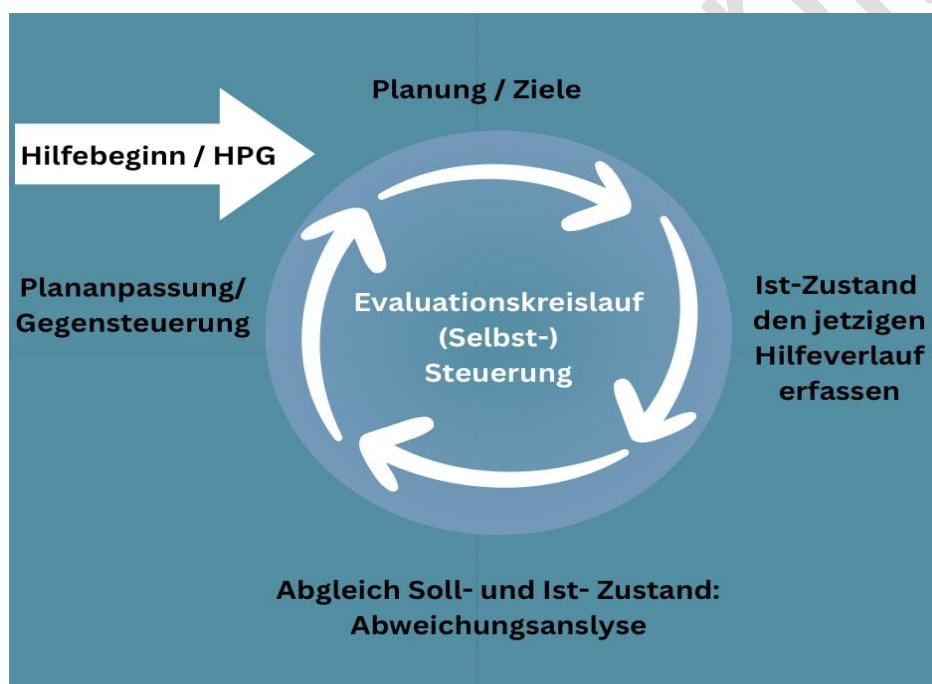 Planung / Ziele
Hilfebeginn / HPG
Plananpassung/
Gegensteuerung
Evaluationskreislauf
(Selbst-)
Steuerung
Ist-Zustand
den jetzigen
Hilfeverlauf
erfassen
Abgleich Soll- und Ist- Zustand:
Abweichungsanslyse